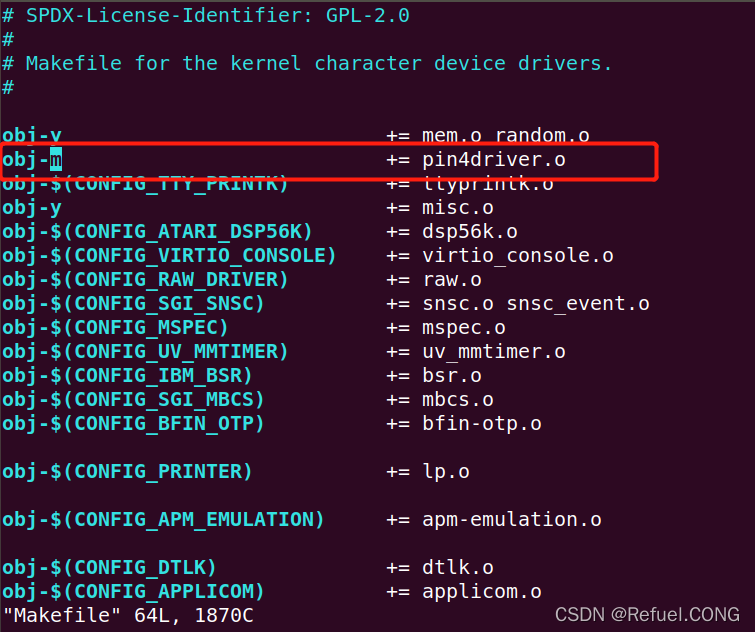 # SPDX-License-Identifier: GPL-2.0
#
# Makefile for the kernel character device drivers.
#
obj-y += mem.o random.o
obj-m += pin4driver.o
obj-$(CONFIG_TTY_PRINTK) += ttyprintk.o
obj-y += misc.o
obj-$(CONFIG_ATARI_DSP56K) += dsp56k.o
obj-$(CONFIG_VIRTIO_CONSOLE) += virtio_console.o
obj-$(CONFIG_RAW_DRIVER) += raw.o
obj-$(CONFIG_SGI_SNSC) += snsc.o snsc_event.o
obj-$(CONFIG_MSPEC) += mspec.o
obj-$(CONFIG_UV_MMTIMER) += uv_mmtimer.o
obj-$(CONFIG_IBM_BSR) += bsr.o
obj-$(CONFIG_SGI_MBCS) += mbcs.o
obj-$(CONFIG_BFIN_OTP) += bfin-otp.o
obj-$(CONFIG_PRINTER) += lp.o
obj-$(CONFIG_APM_EMULATION) += apm-emulation.o
obj-$(CONFIG_DTLK) += dtlk.o
obj-$(CONFIG_APPLICOM) += applicom.o
"Makefile" 64L, 1870C
CSDN @Refuel.CONG